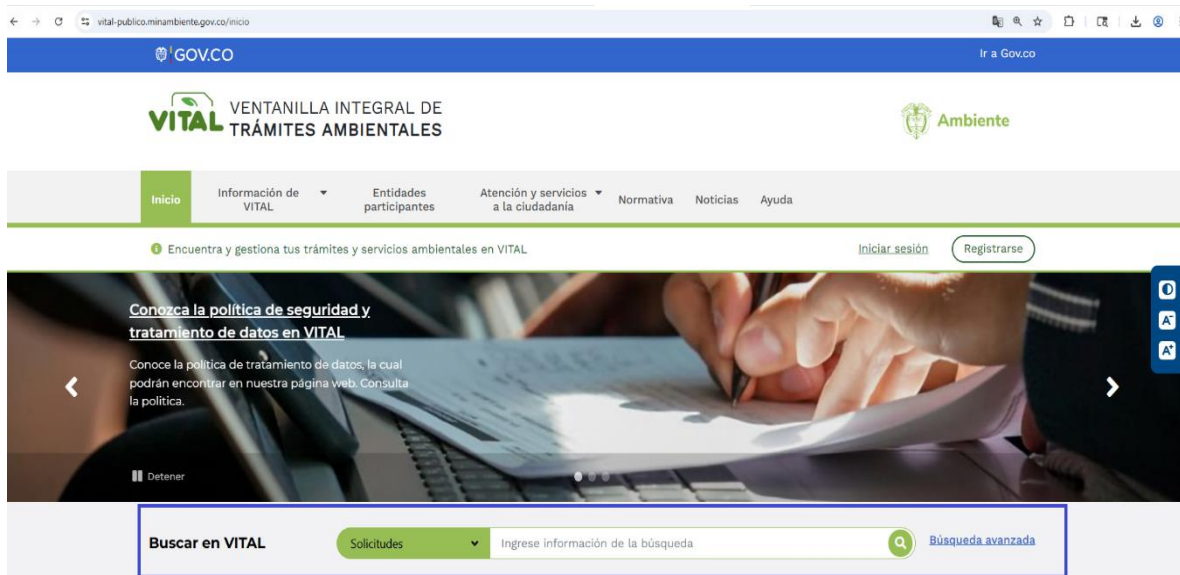 vital-publico.minambiente.gov.co/inicio
GOV.CO
Ir a Gov.co
VITAL
VENTANILLA INTEGRAL DE
TRÁMITES AMBIENTALES
Ambiente
Inicio
Información de
VITAL
Entidades
participantes
Atención y servicios
a la ciudadanía
Normativa
Noticias
Ayuda
Encuentra y gestiona tus trámites y servicios ambientales en VITAL
Iniciar sesión
Registrarse
Conozca la política de seguridad y
tratamiento de datos en VITAL
Conoce la política de tratamiento de datos, la cual
podrán encontrar en nuestra página web. Consulta
la politica.
Detener
A-
A+
Buscar en VITAL
Solicitudes
Ingrese información de la búsqueda
Búsqueda avanzada